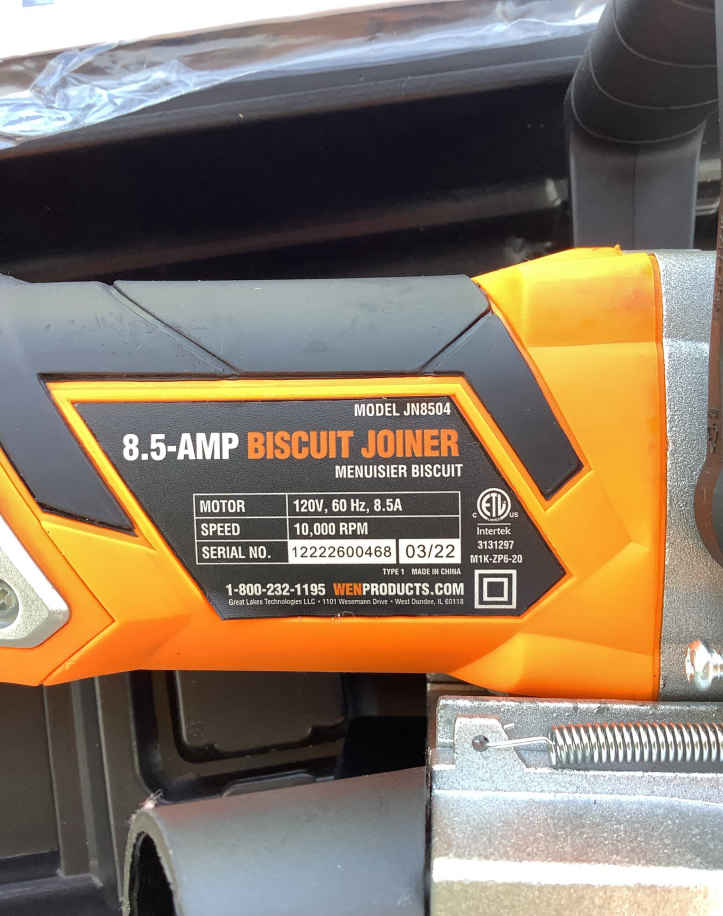 MODEL JN8504
8.5-AMP BISCUIT JOINER
MENUISIER BISCUIT
MOTOR 120V, 60 Hz, 8.5A
SPEED 10,000 RPM
SERIAL NO. 12222600468 03/22
TYPE 1 MADE IN CHINA
1-800-232-1195 WENPRODUCTS.COM
Great Lakes Technologies LLC • 1101 Wesemann Drive • West Dundee, IL 60118
C ETL US
Intertek
3131297
M1K-ZP6-20